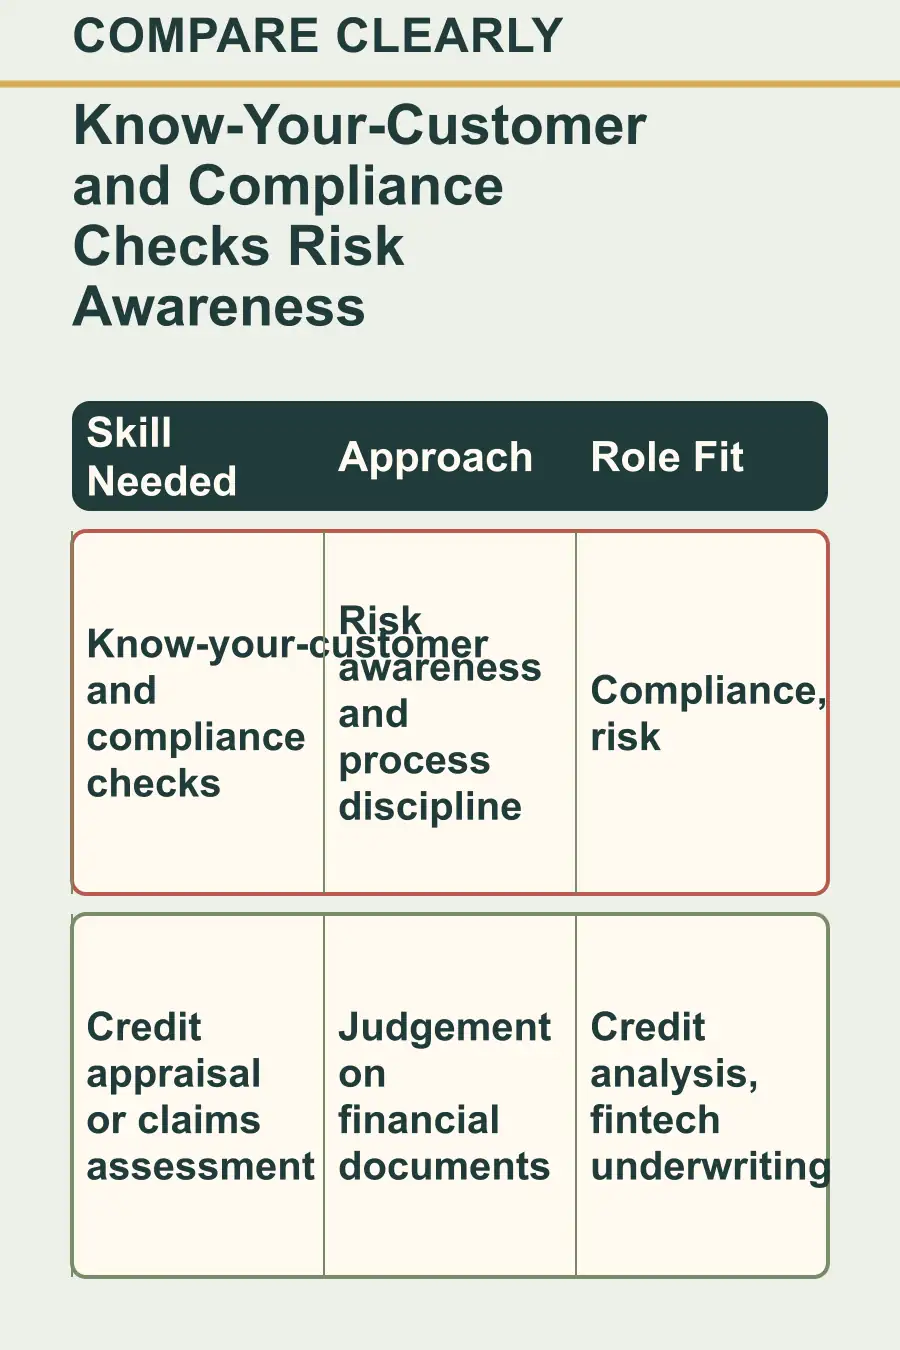 COMPARE CLEARLY
Know-Your-Customer
and Compliance
Checks Risk
Awareness
Skill
Needed
Approach
Role Fit
Know-your-customer
and
compliance
checks
Risk
awareness
and
process
discipline
Compliance,
risk
Credit
appraisal
or claims
assessment
Judgement
on
financial
documents
Credit
analysis,
fintech
underwriting